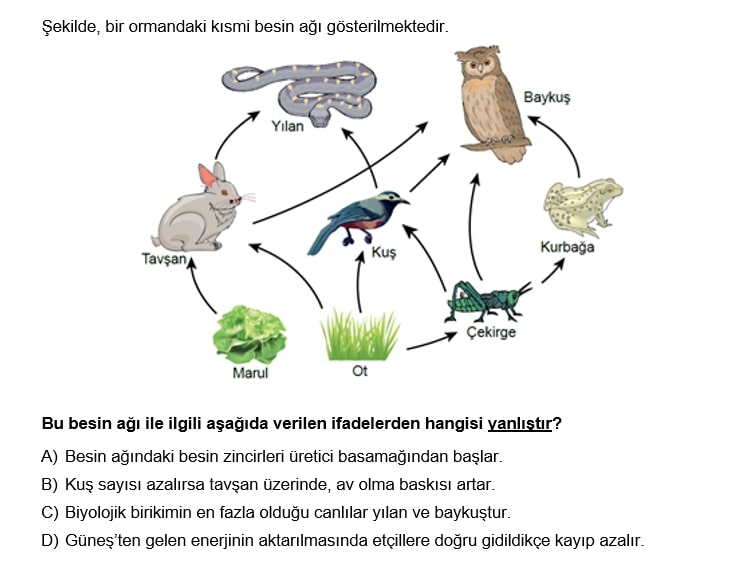 Şekilde, bir ormandaki kısmi besin ağı gösterilmektedir.
Baykuş
Yılan
Kurbağa
Kuş
Tavşan
Çekirge
Marul
Ot
Bu besin ağı ile ilgili aşağıda verilen ifadelerden hangisi yanlıştır?
A) Besin ağındaki besin zincirleri üretici basamağından başlar.
B) Kuş sayısı azalırsa tavşan üzerinde, av olma baskısı artar.
C) Biyolojik birikimin en fazla olduğu canlılar yılan ve baykuştur.
D) Güneş’ten gelen enerjinin aktarılmasında etçillere doğru gidildikçe kayıp azalır.